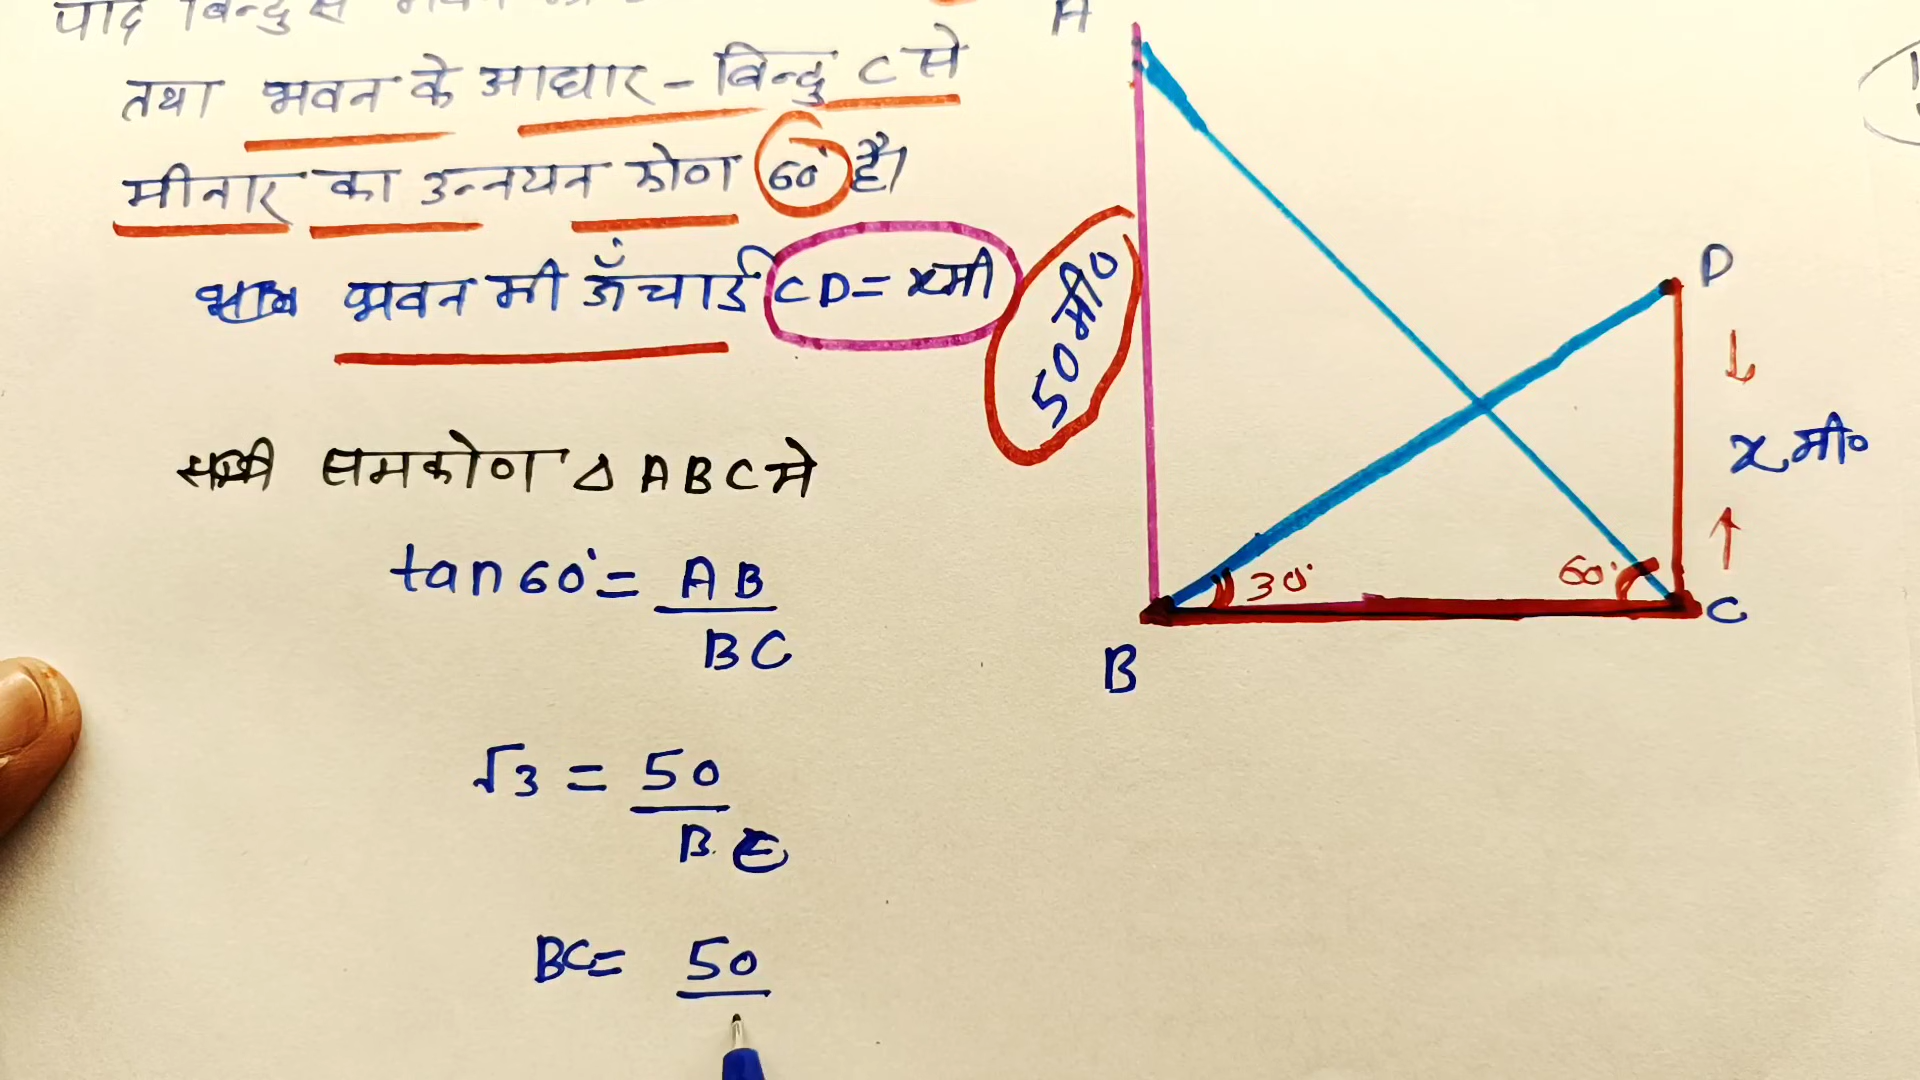 पाद बिन्दु से
तथा भवन के आधार - बिन्दु C से
मीनार का उन्नयन कोण 60° है।
भवन की ऊँचाई CD = x मी
समकोण Δ ABC मे
tan 60° = AB
BC
√3 = 50
BC
BC = 50
A
50 मी०
D
x मी०
30°
60°
C
B